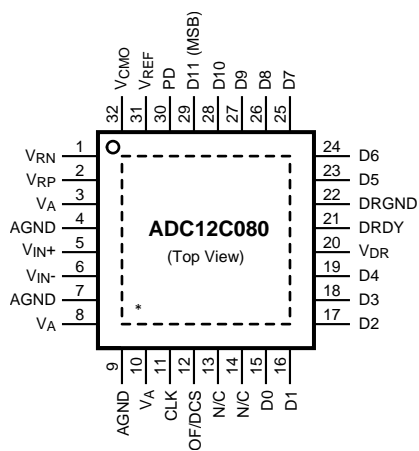 VCMO
VREF
PD
D11 (MSB)
D10
D9
D8
D7
32
31
30
29
28
27
26
25
VRN 1
VRP 2
VA 3
AGND 4
VIN+ 5
VIN- 6
AGND 7
VA 8
ADC12C080
(Top View)
*
24 D6
23 D5
22 DRGND
21 DRDY
20 VDR
19 D4
18 D3
17 D2
9
10
11
12
13
14
15
16
AGND
VA
CLK
OF/DCS
N/C
N/C
D0
D1